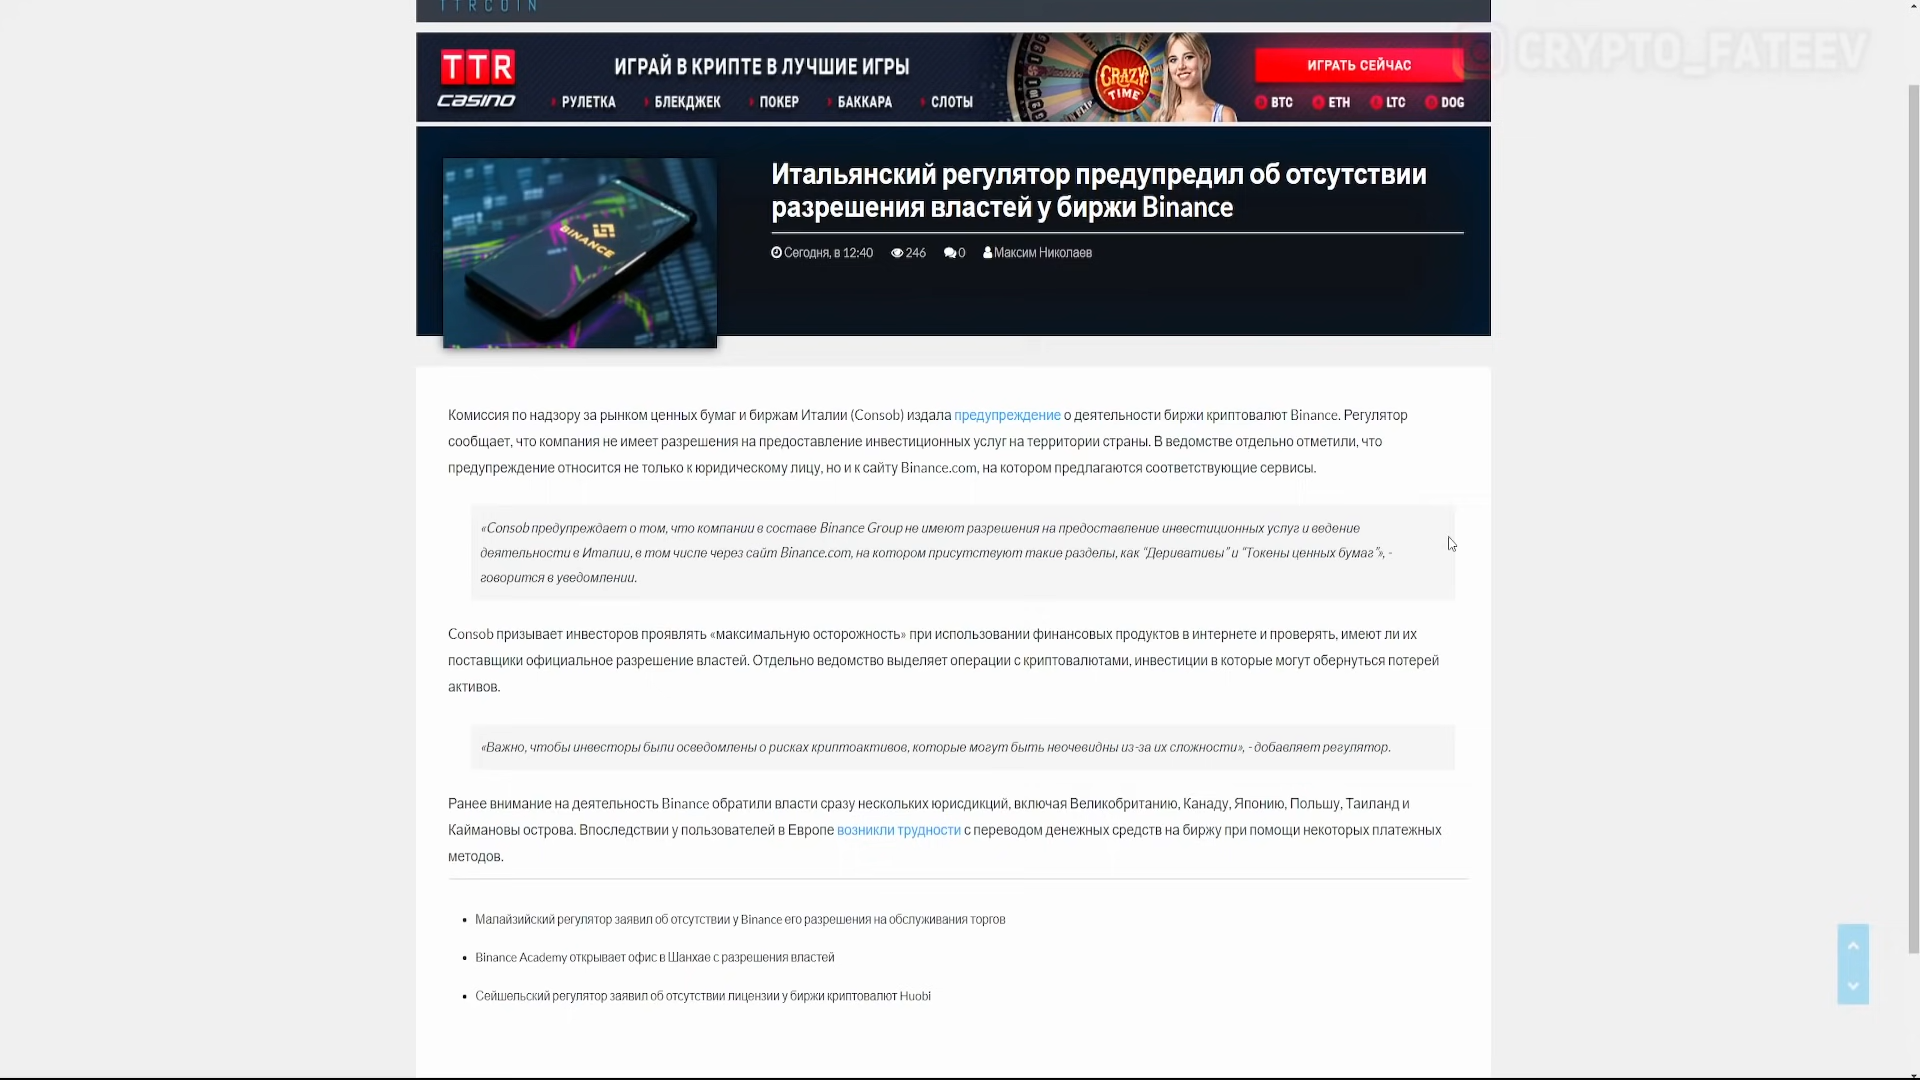 TTRCOIN
CRYPTO_FATEEV
TTR
casino
ИГРАЙ В КРИПТЕ В ЛУЧШИЕ ИГРЫ
РУЛЕТКА БЛЕКДЖЕК ПОКЕР БАККАРА СЛОТЫ
CRAZY
TIME
ИГРАТЬ СЕЙЧАС
BTC ETH LTC DOG
BINANCE
Итальянский регулятор предупредил об отсутствии
разрешения властей у биржи Binance
Сегодня, в 12:40 246 0 Максим Николаев
Комиссия по надзору за рынком ценных бумаг и биржам Италии (Consob) издала предупреждение о деятельности биржи криптовалют Binance. Регулятор
сообщает, что компания не имеет разрешения на предоставление инвестиционных услуг на территории страны. В ведомстве отдельно отметили, что
предупреждение относится не только к юридическому лицу, но и к сайту Binance.com, на котором предлагаются соответствующие сервисы.
«Consob предупреждает о том, что компании в составе Binance Group не имеют разрешения на предоставление инвестиционных услуг и ведение
деятельности в Италии, в том числе через сайт Binance.com, на котором присутствуют такие разделы, как “Деривативы” и “Токены ценных бумаг”», -
говорится в уведомлении.
Consob призывает инвесторов проявлять «максимальную осторожность» при использовании финансовых продуктов в интернете и проверять, имеют ли их
поставщики официальное разрешение властей. Отдельно ведомство выделяет операции с криптовалютами, инвестиции в которые могут обернуться потерей
активов.
«Важно, чтобы инвесторы были осведомлены о рисках криптоактивов, которые могут быть неочевидны из-за их сложности», - добавляет регулятор.
Ранее внимание на деятельность Binance обратили власти сразу нескольких юрисдикций, включая Великобританию, Канаду, Японию, Польшу, Таиланд и
Каймановы острова. Впоследствии у пользователей в Европе возникли трудности с переводом денежных средств на биржу при помощи некоторых платежных
методов.
Малайзийский регулятор заявил об отсутствии у Binance его разрешения на обслуживания торгов
Binance Academy открывает офис в Шанхае с разрешения властей
Сейшельский регулятор заявил об отсутствии лицензии у биржи криптовалют Huobi